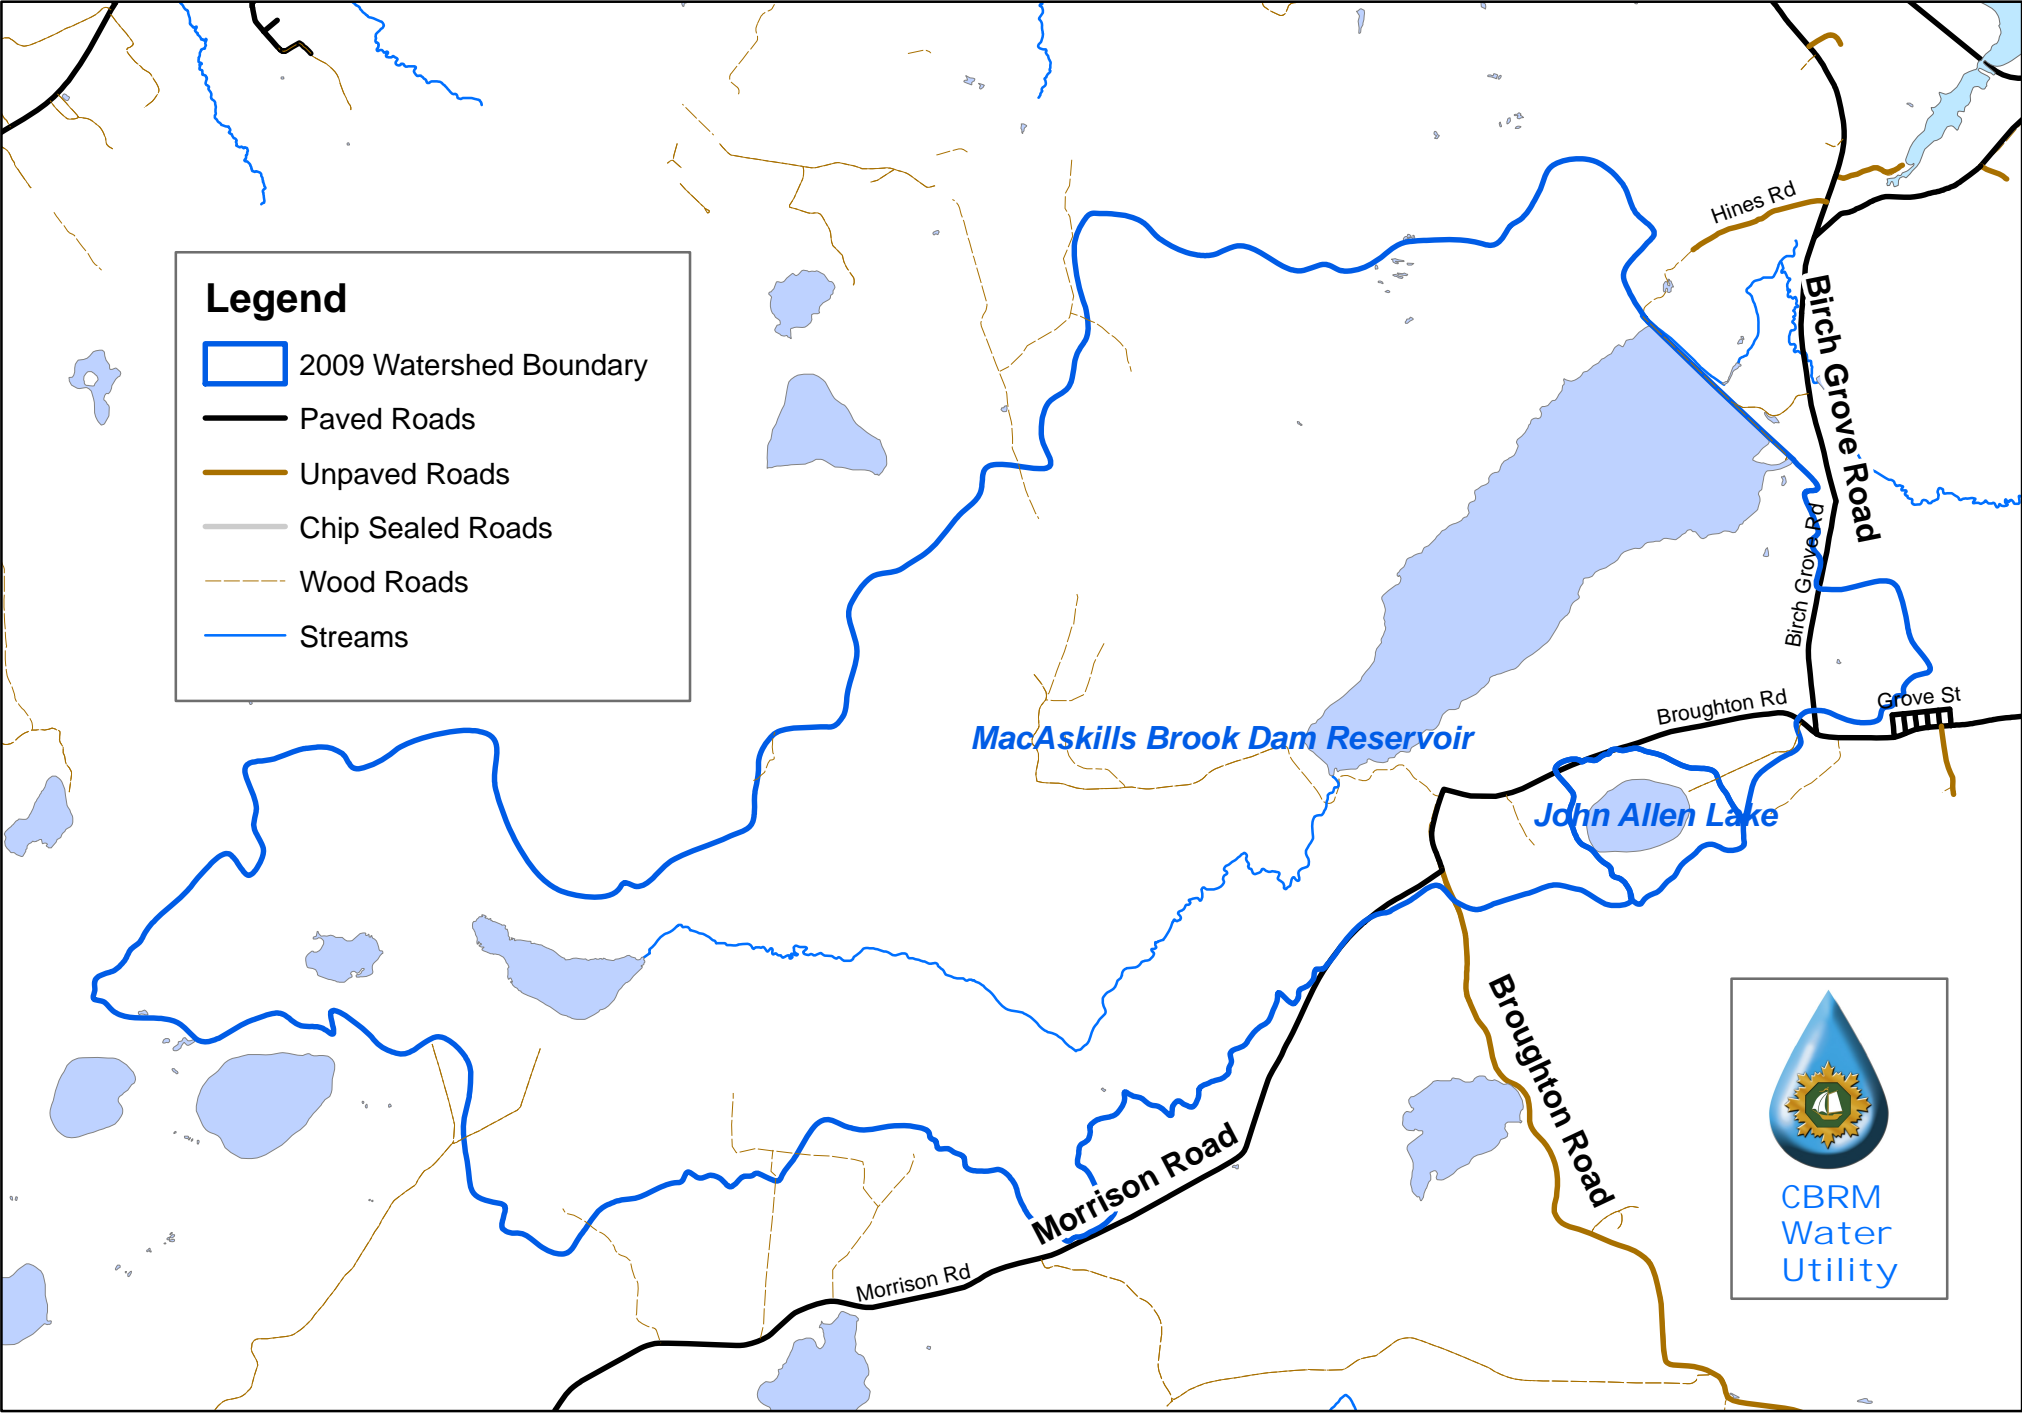 Hines Rd
Legend
2009 Watershed Boundary
Paved Roads
Unpaved Roads
Chip Sealed Roads
Wood Roads
Streams
Birch Grove Road
Birch Grove Rd
Grove St
Broughton Rd
MacAskills Brook Dam Reservoir
John Allen Lake
Broughton Road
Morrison Road
Morrison Rd
CBRM
Water
Utility